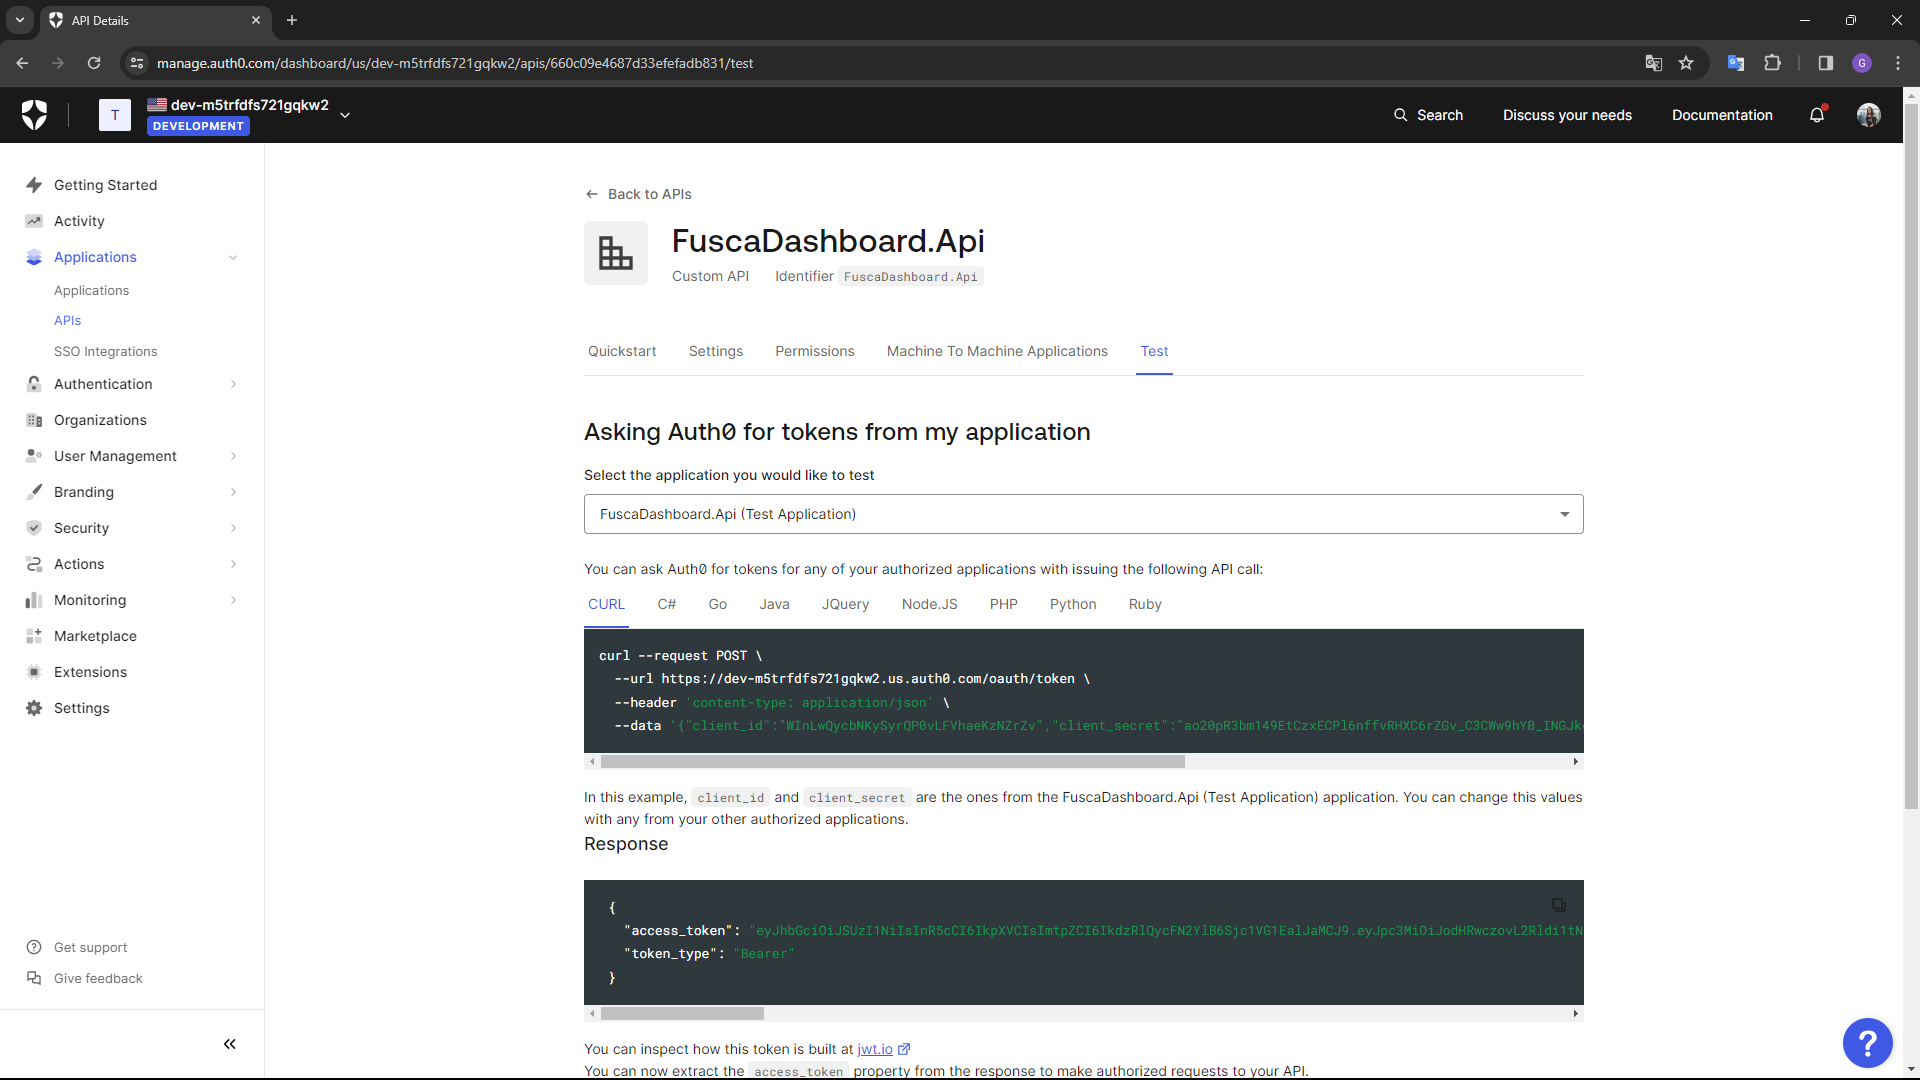 API Details
manage.auth0.com/dashboard/us/dev-m5trfdfs721gqkw2/apis/660c09e4687d33efefadb831/test
G
T
dev-m5trfdfs721gqkw2
DEVELOPMENT
Search
Discuss your needs
Documentation
Getting Started
Activity
Applications
Applications
APIs
SSO Integrations
Authentication
Organizations
User Management
Branding
Security
Actions
Monitoring
Marketplace
Extensions
Settings
Get support
Give feedback
Back to APIs
FuscaDashboard.Api
Custom API Identifier FuscaDashboard.Api
Quickstart Settings Permissions Machine To Machine Applications Test
Asking Auth0 for tokens from my application
Select the application you would like to test
FuscaDashboard.Api (Test Application)
You can ask Auth0 for tokens for any of your authorized applications with issuing the following API call:
CURL C# Go Java JQuery Node.JS PHP Python Ruby
curl --request POST \
--url https://dev-m5trfdfs721gqkw2.us.auth0.com/oauth/token \
--header 'content-type: application/json' \
--data '{"client_id":"WInLwQycbNKySyrQP0vLFVhaeKzNZrZv","client_secret":"ao20pR3bm149EtCzxECPl6nffvRHXC6rZGv_C3CWw9hYB_INGJk
In this example, client_id and client_secret are the ones from the FuscaDashboard.Api (Test Application) application. You can change this values
with any from your other authorized applications.
Response
{
"access_token": "eyJhbGciOiJSUzI1NiIsInR5cCI6IkpXVCIsImtpZCI6IkdzRlQycFN2YlB6Sjc1VG1EalJaMCJ9.eyJpc3MiOiJodHRwczovL2Rldi1tN
"token_type": "Bearer"
}
You can inspect how this token is built at jwt.io
You can now extract the access_token property from the response to make authorized requests to your API.
?